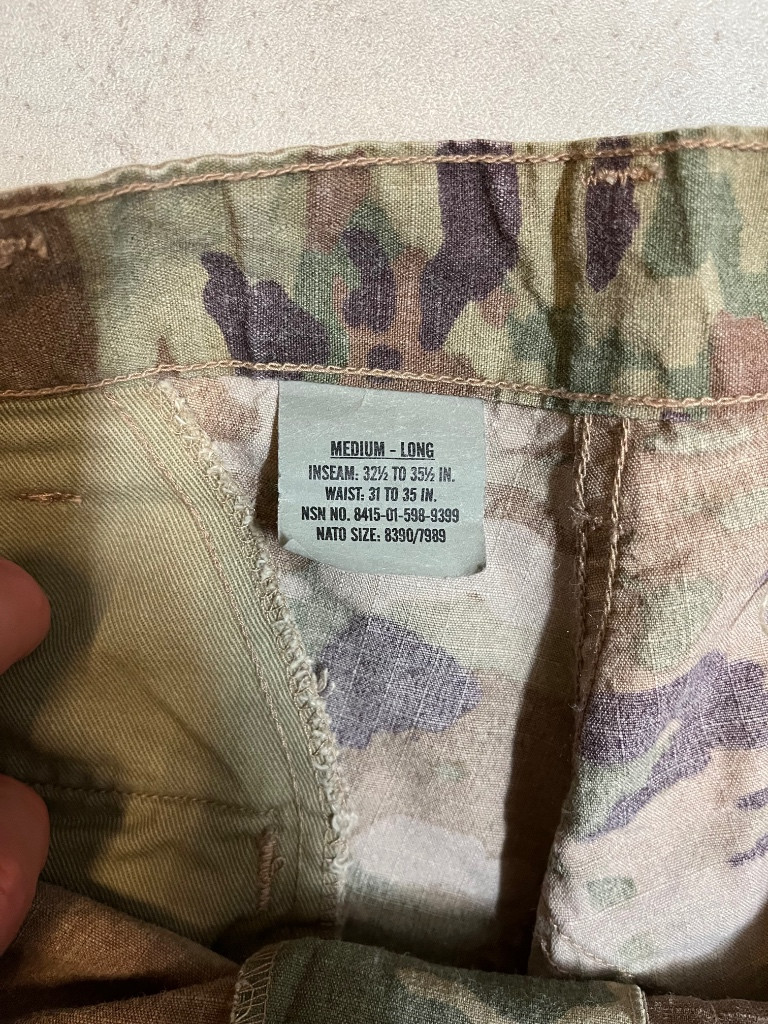 MEDIUM - LONG
INSEAM: 32½ TO 35½ IN.
WAIST: 31 TO 35 IN.
NSN NO. 8415-01-598-9399
NATO SIZE: 8390/7989